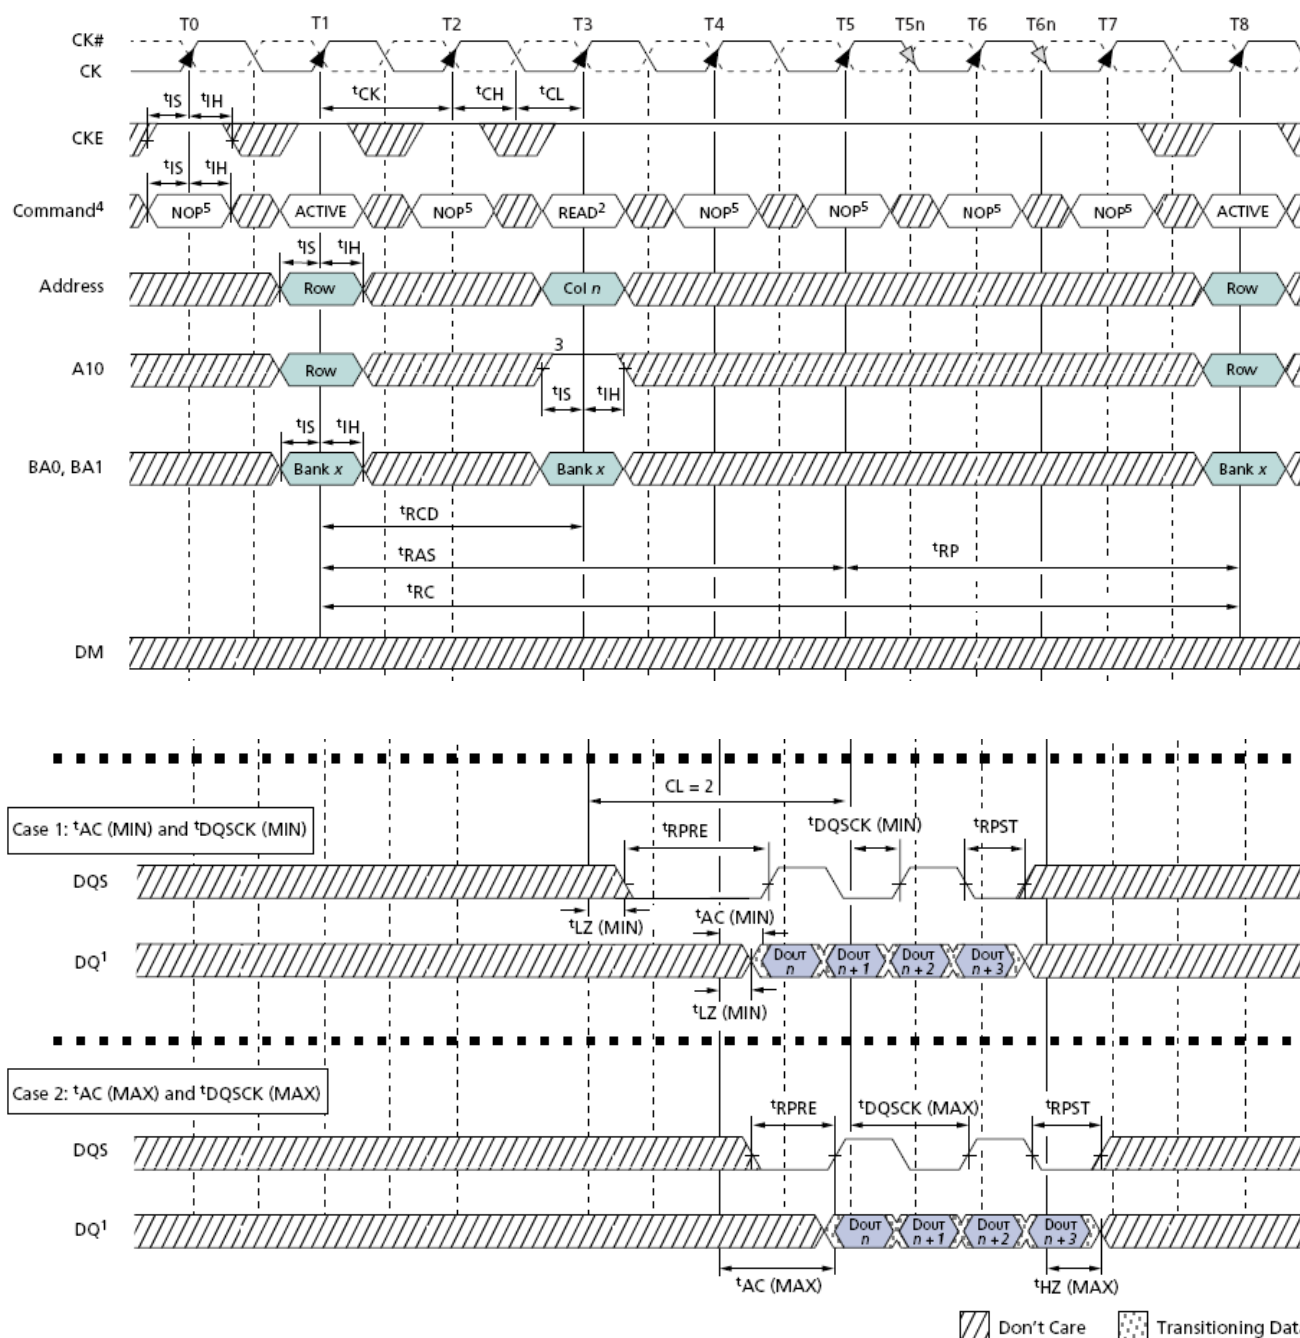 T0 T1 T2 T3 T4 T5 T5n T6 T6n T7 T8
CK#
CK
tCK tCH tCL
tIS tIH
CKE
tIS tIH
Command4 NOP5 ACTIVE NOP5 READ2 NOP5 NOP5 NOP5 NOP5 ACTIVE
tIS tIH
Address Row Col n Row
3
A10 Row Row
tIS tIH
tIS tIH
BA0, BA1 Bank x Bank x Bank x
tRCD
tRAS tRP
tRC
DM
CL = 2
Case 1: tAC (MIN) and tDQSCK (MIN) tRPRE tDQSCK (MIN) tRPST
DQS
tLZ (MIN) tAC (MIN)
DQ1 DOUT n DOUT n + 1 DOUT n + 2 DOUT n + 3
tLZ (MIN)
Case 2: tAC (MAX) and tDQSCK (MAX) tRPRE tDQSCK (MAX) tRPST
DQS
DQ1 DOUT n DOUT n + 1 DOUT n + 2 DOUT n + 3
tAC (MAX) tHZ (MAX)
Don't Care Transitioning Dat